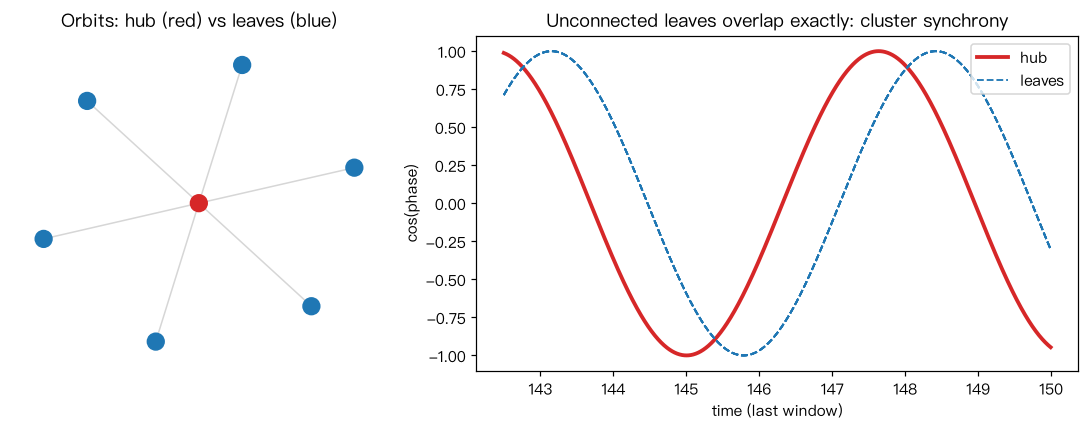 Orbits: hub (red) vs leaves (blue)
Unconnected leaves overlap exactly: cluster synchrony
hub
leaves
cos(phase)
1.00
0.75
0.50
0.25
0.00
−0.25
−0.50
−0.75
−1.00
143 144 145 146 147 148 149 150
time (last window)